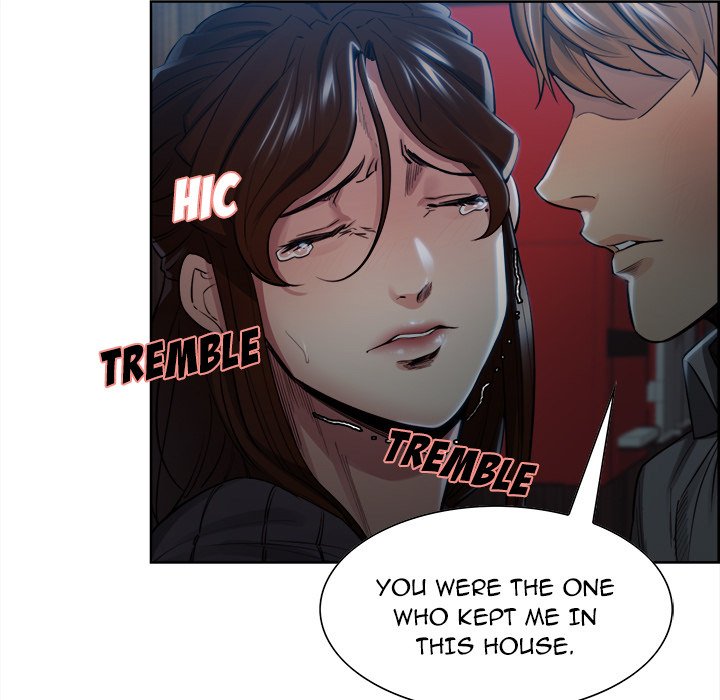 HIC
TREMBLE
TREMBLE
YOU WERE THE ONE
WHO KEPT ME IN
THIS HOUSE.